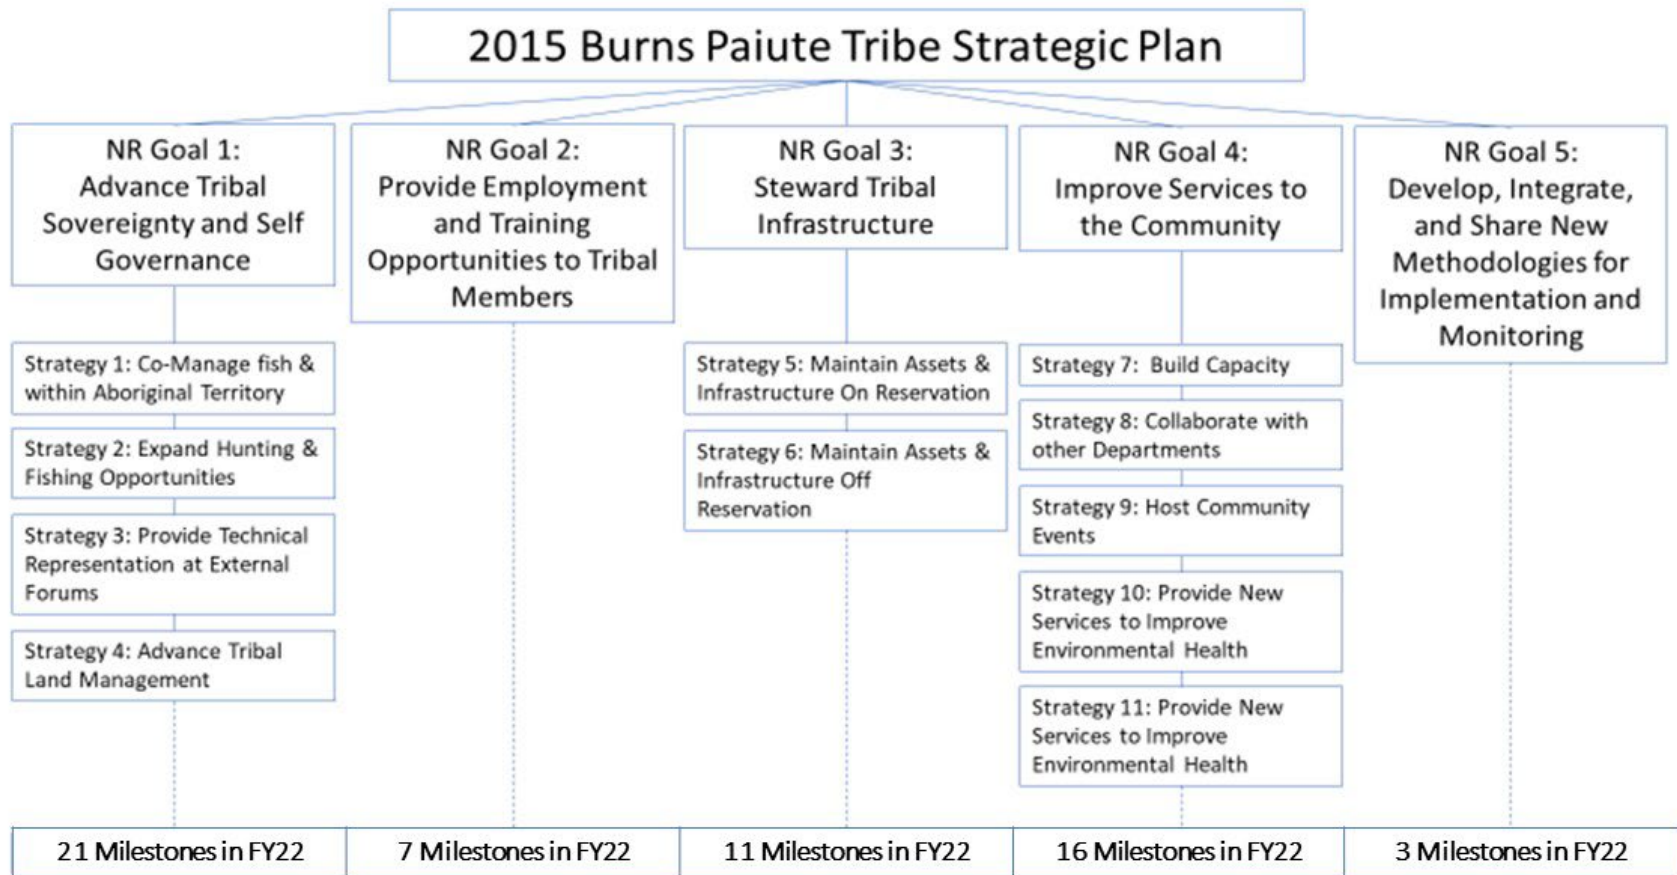 2015 Burns Paiute Tribe Strategic Plan
NR Goal 1:
Advance Tribal
Sovereignty and Self
Governance
Strategy 1: Co-Manage fish &
within Aboriginal Territory
Strategy 2: Expand Hunting &
Fishing Opportunities
Strategy 3: Provide Technical
Representation at External
Forums
Strategy 4: Advance Tribal
Land Management
21 Milestones in FY22
NR Goal 2:
Provide Employment
and Training
Opportunities to Tribal
Members
7 Milestones in FY22
NR Goal 3:
Steward Tribal
Infrastructure
Strategy 5: Maintain Assets &
Infrastructure On Reservation
Strategy 6: Maintain Assets &
Infrastructure Off
Reservation
11 Milestones in FY22
NR Goal 4:
Improve Services to
the Community
Strategy 7: Build Capacity
Strategy 8: Collaborate with
other Departments
Strategy 9: Host Community
Events
Strategy 10: Provide New
Services to Improve
Environmental Health
Strategy 11: Provide New
Services to Improve
Environmental Health
16 Milestones in FY22
NR Goal 5:
Develop, Integrate,
and Share New
Methodologies for
Implementation and
Monitoring
3 Milestones in FY22